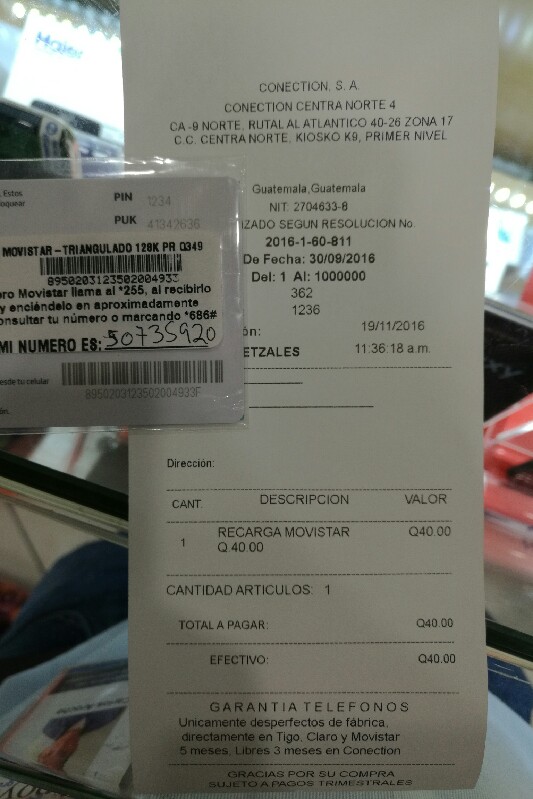 CONECTION. S. A.
CONECTION CENTRA NORTE 4
CA -9 NORTE, RUTAL AL ATLANTICO 40-26 ZONA 17
C.C. CENTRA NORTE, KIOSKO K9, PRIMER NIVEL
Guatemala,Guatemala
NIT: 2704633-8
IZADO SEGUN RESOLUCION No.
2016-1-60-811
De Fecha: 30/09/2016
Del: 1 Al: 1000000
362
1236
ón: 19/11/2016
ETZALES 11:36:18 a.m.
Estos
oquear
PIN 1234
PUK 41342636
MOVISTAR - TRIANGULADO 128K PR Q349
8950203123502004933
ero Movistar llama al *255, al recibirlo
y enciéndelo en aproximadamente
onsultar tu número o marcando *686#
MI NUMERO ES: 50735920
desde tu celular
8950203123502004933F
ón.
Dirección:
CANT. DESCRIPCION VALOR
1 RECARGA MOVISTAR Q40.00
Q 40.00
CANTIDAD ARTICULOS: 1
TOTAL A PAGAR: Q40.00
EFECTIVO: Q40.00
GARANTIA TELEFONOS
Unicamente desperfectos de fábrica,
directamente en Tigo, Claro y Movistar
5 meses, Libres 3 meses en Conection
GRACIAS POR SU COMPRA
SUJETO A PAGOS TRIMESTRALES